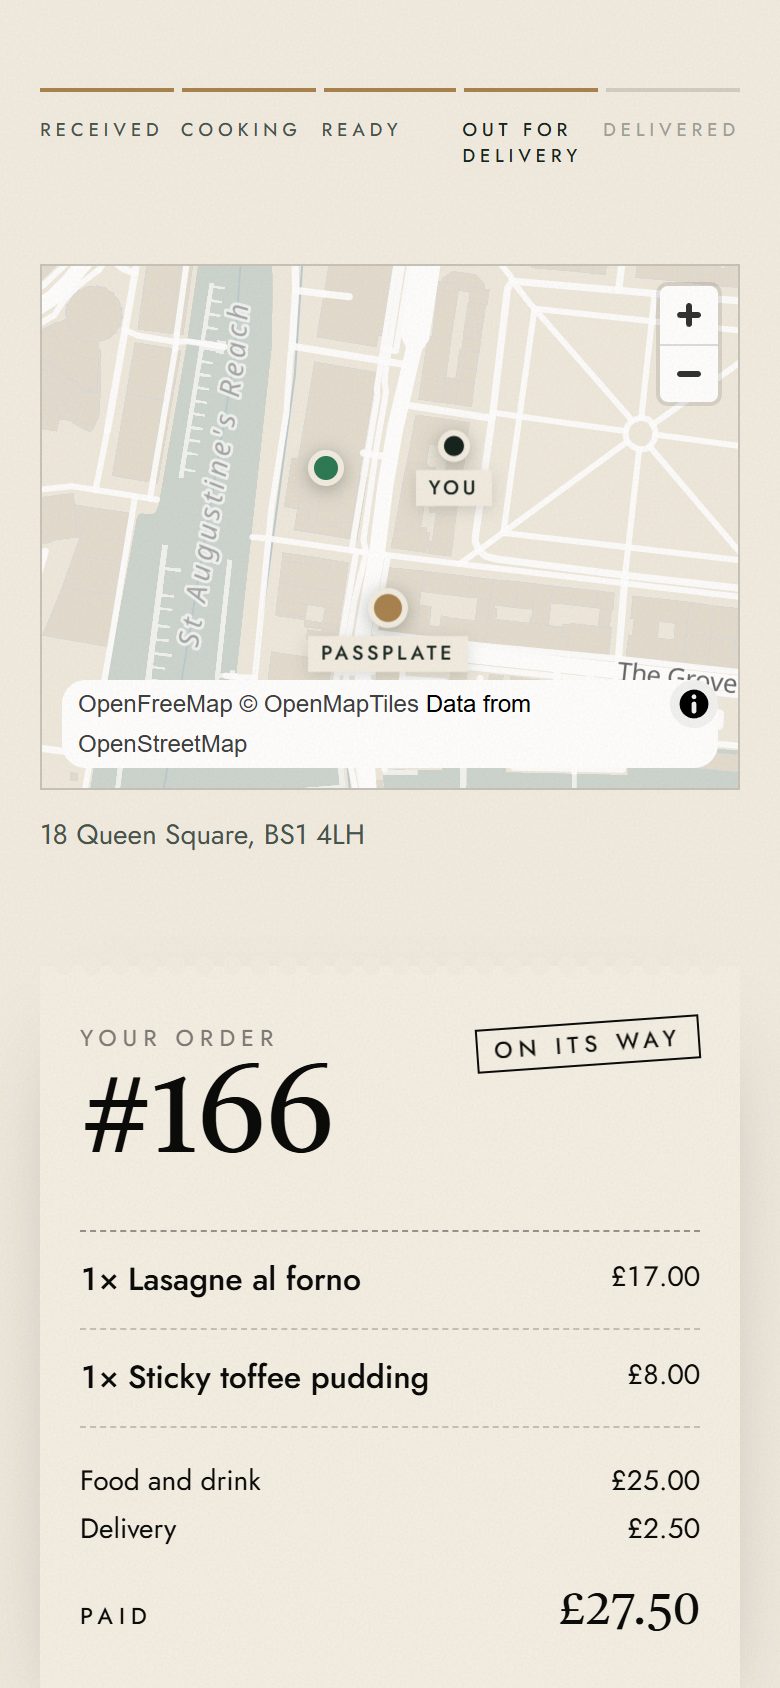 RECEIVED COOKING READY OUT FOR DELIVERY DELIVERED
St Augustine's Reach
+
−
YOU
PASSPLATE
The Grove
OpenFreeMap © OpenMapTiles Data from
OpenStreetMap
18 Queen Square, BS1 4LH
YOUR ORDER
ON ITS WAY
#166
1× Lasagne al forno £17.00
1× Sticky toffee pudding £8.00
Food and drink £25.00
Delivery £2.50
PAID £27.50